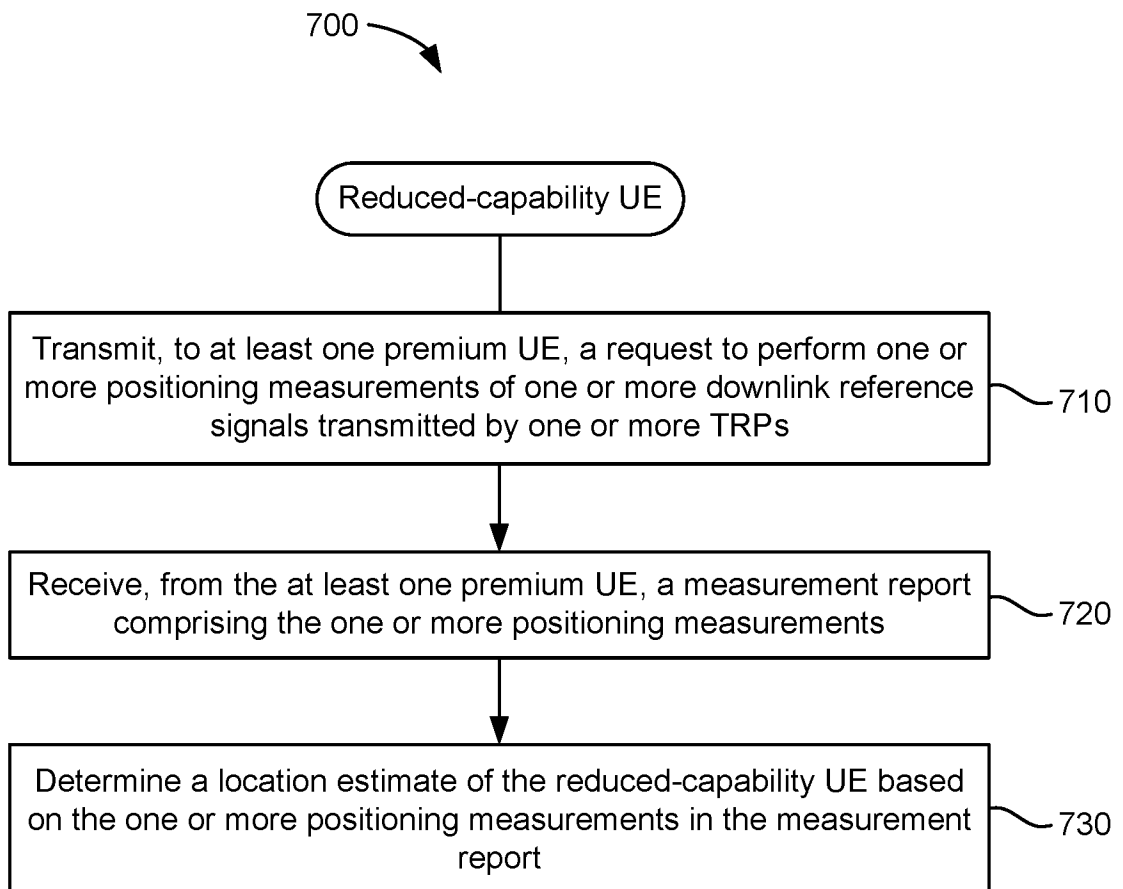 700
Reduced-capability UE
Transmit, to at least one premium UE, a request to perform one or
more positioning measurements of one or more downlink reference
signals transmitted by one or more TRPs
710
Receive, from the at least one premium UE, a measurement report
comprising the one or more positioning measurements
720
Determine a location estimate of the reduced-capability UE based
on the one or more positioning measurements in the measurement
report
730